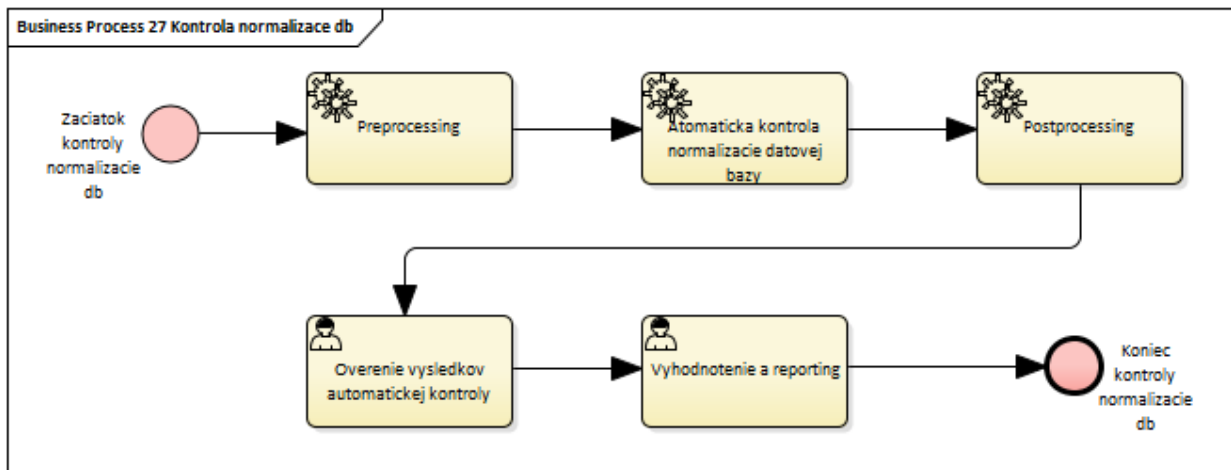 Business Process 27 Kontrola normalizace db
Zaciatok
kontroly
normalizacie
db
Preprocessing
Atomaticka kontrola
normalizacie datovej
bazy
Postprocessing
Overenie vysledkov
automatickej kontroly
Vyhodnotenie a reporting
Koniec
kontroly
normalizacie
db